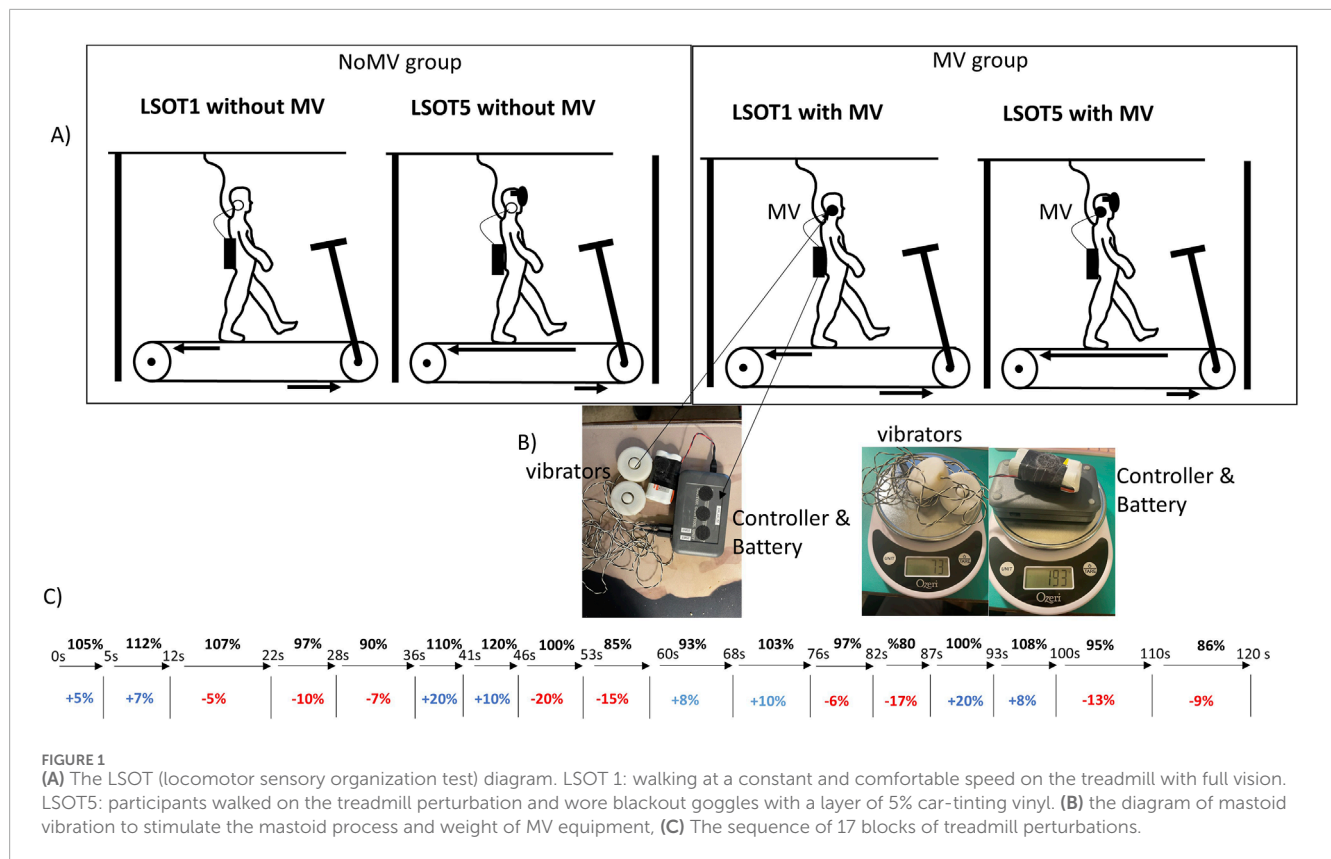 NoMV group
MV group
LSOT1 without MV
LSOT5 without MV
LSOT1 with MV
LSOT5 with MV
A)
MV
MV
B)
vibrators
Controller &
Battery
vibrators
Controller &
Battery
UNIT
73
Ozeri
UNIT
193
Ozeri
C)
105% 112% 107% 97% 90% 110% 120% 100% 85% 93% 103% 97% %80 100% 108% 95% 86%
0s 5s 12s 22s 28s 36s 41s 46s 53s 60s 68s 76s 82s 87s 93s 100s 110s 120 s
+5% +7% -5% -10% -7% +20% +10% -20% -15% +8% +10% -6% -17% +20% +8% -13% -9%
FIGURE 1
(A) The LSOT (locomotor sensory organization test) diagram. LSOT 1: walking at a constant and comfortable speed on the treadmill with full vision.
LSOT5: participants walked on the treadmill perturbation and wore blackout goggles with a layer of 5% car-tinting vinyl. (B) the diagram of mastoid
vibration to stimulate the mastoid process and weight of MV equipment, (C) The sequence of 17 blocks of treadmill perturbations.